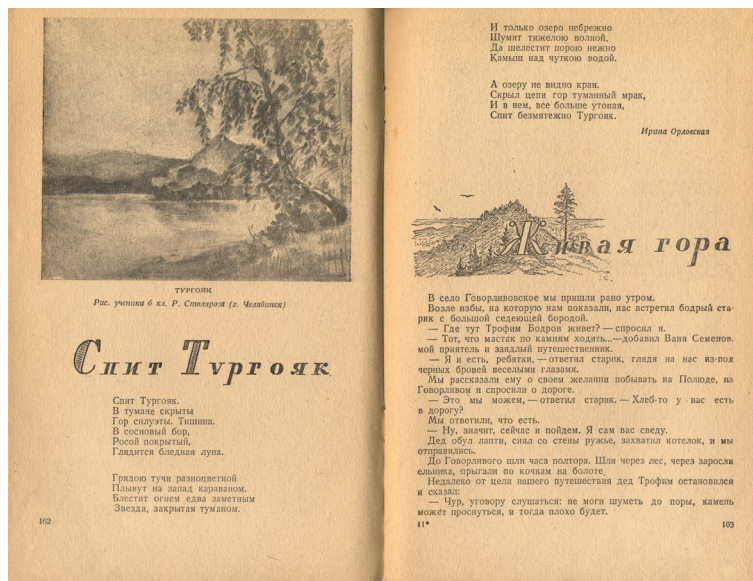 ТУРГОЯК
Рис. ученика 6 кл. Р. Столярова (г. Челябинск)
Спит Тургояк
Спит Тургояк.
В тумане скрыты
Гор силуэты. Тишина.
В сосновый бор,
Росой покрытый,
Глядится бледная луна.
Грядою тучи разноцветной
Плывут на запад караваном.
Блестит огнем едва заметным
Звезда, закрытая туманом.
162
И только озеро небрежно
Шумит тяжелою волной,
Да шелестит порою нежно
Камыш над чуткою водой.
А озеру не видно края.
Скрыл цепи гор туманный мрак,
И в нем, все больше утопая,
Спит безмятежно Тургояк.
Ирина Орловская
Живая гора
В село Говорливовское мы пришли рано утром.
Возле избы, на которую нам показали, нас встретил бодрый ста-
рик с большой седеющей бородой.
— Где тут Трофим Бодров живет? — спросил я.
— Тот, что мастак по камням ходить...—добавил Ваня Семенов,
мой приятель и заядлый путешественник.
— Я и есть, ребятки, — ответил старик, глядя на нас из-под
черных бровей веселыми глазами.
Мы рассказали ему о своем желании побывать на Полюде, на
Говорливом и спросили о дороге.
— Это мы можем, — ответил старик. — Хлеб-то у вас есть
в дорогу?
Мы ответили, что есть.
— Ну, значит, сейчас и пойдем. Я сам вас сведу.
Дед обул лапти, снял со стены ружье, захватил котелок, и мы
отправились.
До Говорливого шли часа полтора. Шли через лес, через заросли
ельника, прыгали по кочкам на болоте.
Недалеко от цели нашего путешествия дед Трофим остановился
и сказал:
— Чур, уговору слушаться: не моги шуметь до поры, камень
может проснуться, и тогда плохо будет.
11*
163